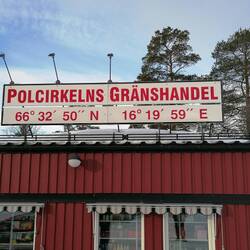 POLCIRKELNS GRÄNSHANDEL
66° 32´ 50´´ N 16° 19´ 59´´ E